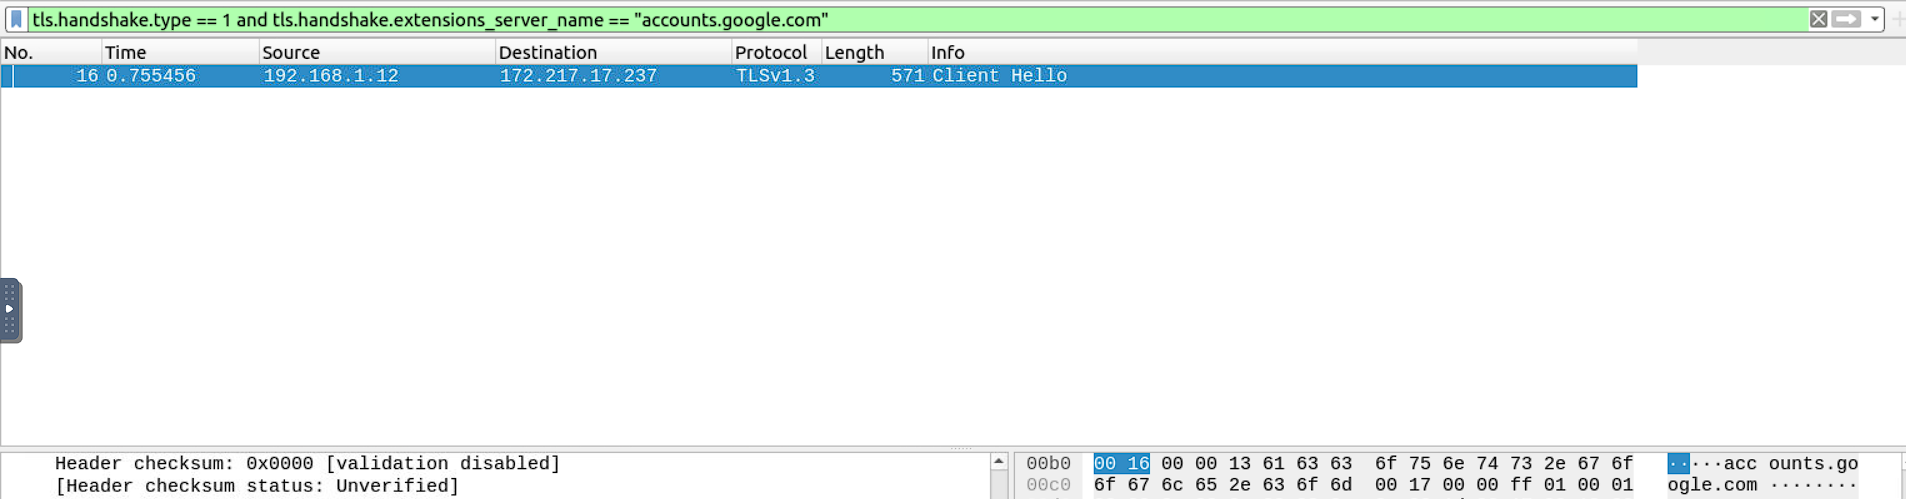 tls.handshake.type == 1 and tls.handshake.extensions_server_name == "accounts.google.com"
No. Time Source Destination Protocol Length Info
16 0.755456 192.168.1.12 172.217.17.237 TLSv1.3 571 Client Hello
Header checksum: 0x0000 [validation disabled]
[Header checksum status: Unverified]
00b0 00 16 00 00 13 61 63 63 6f 75 6e 74 73 2e 67 6f ·····acc ounts.go
00c0 6f 67 6c 65 2e 63 6f 6d 00 17 00 00 ff 01 00 01 ogle.com ········